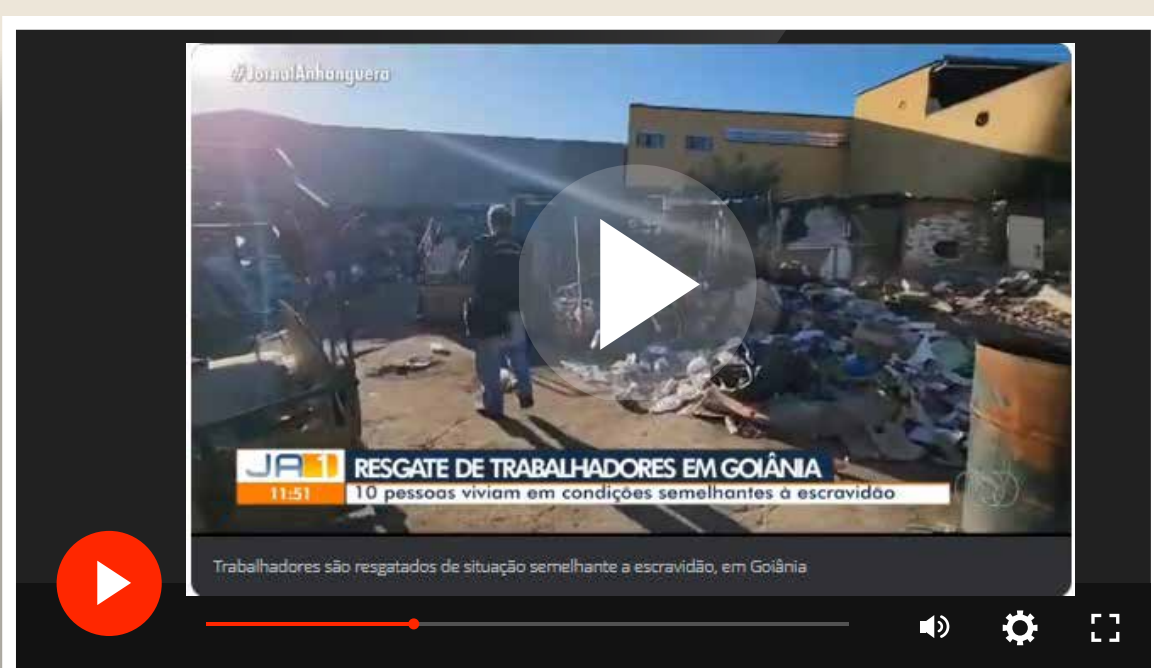 #JornalAnhanguera
JA1
RESGATE DE TRABALHADORES EM GOIÂNIA
11:51
10 pessoas viviam em condições semelhantes à escravidão
Trabalhadores são resgatados de situação semelhante a escravidão, em Goiânia